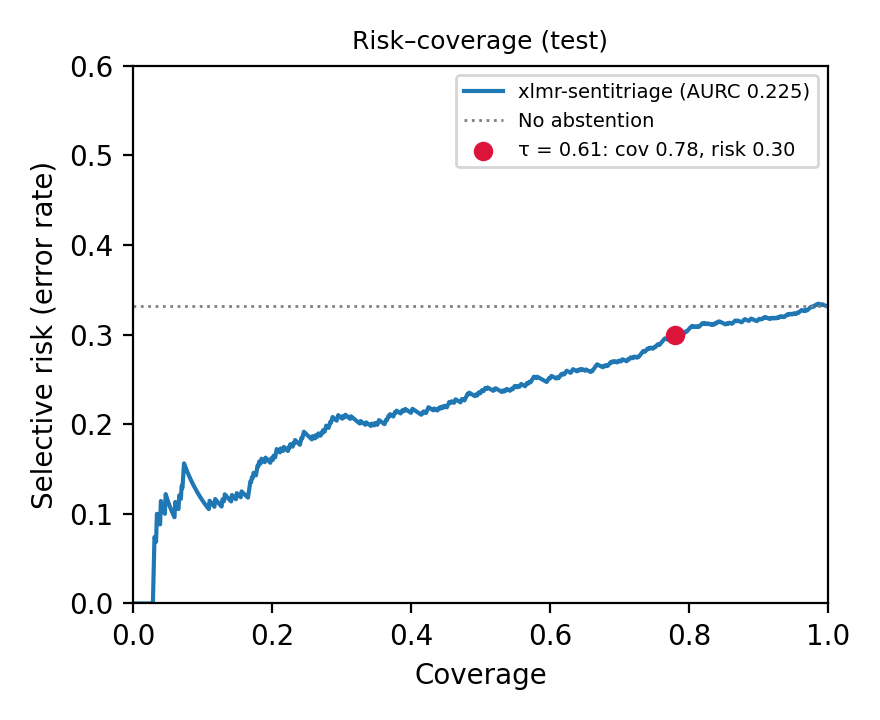 Risk–coverage (test)
xlmr-sentitriage (AURC 0.225)
No abstention
τ = 0.61: cov 0.78, risk 0.30
Selective risk (error rate)
0.6
0.5
0.4
0.3
0.2
0.1
0.0
0.0 0.2 0.4 0.6 0.8 1.0
Coverage